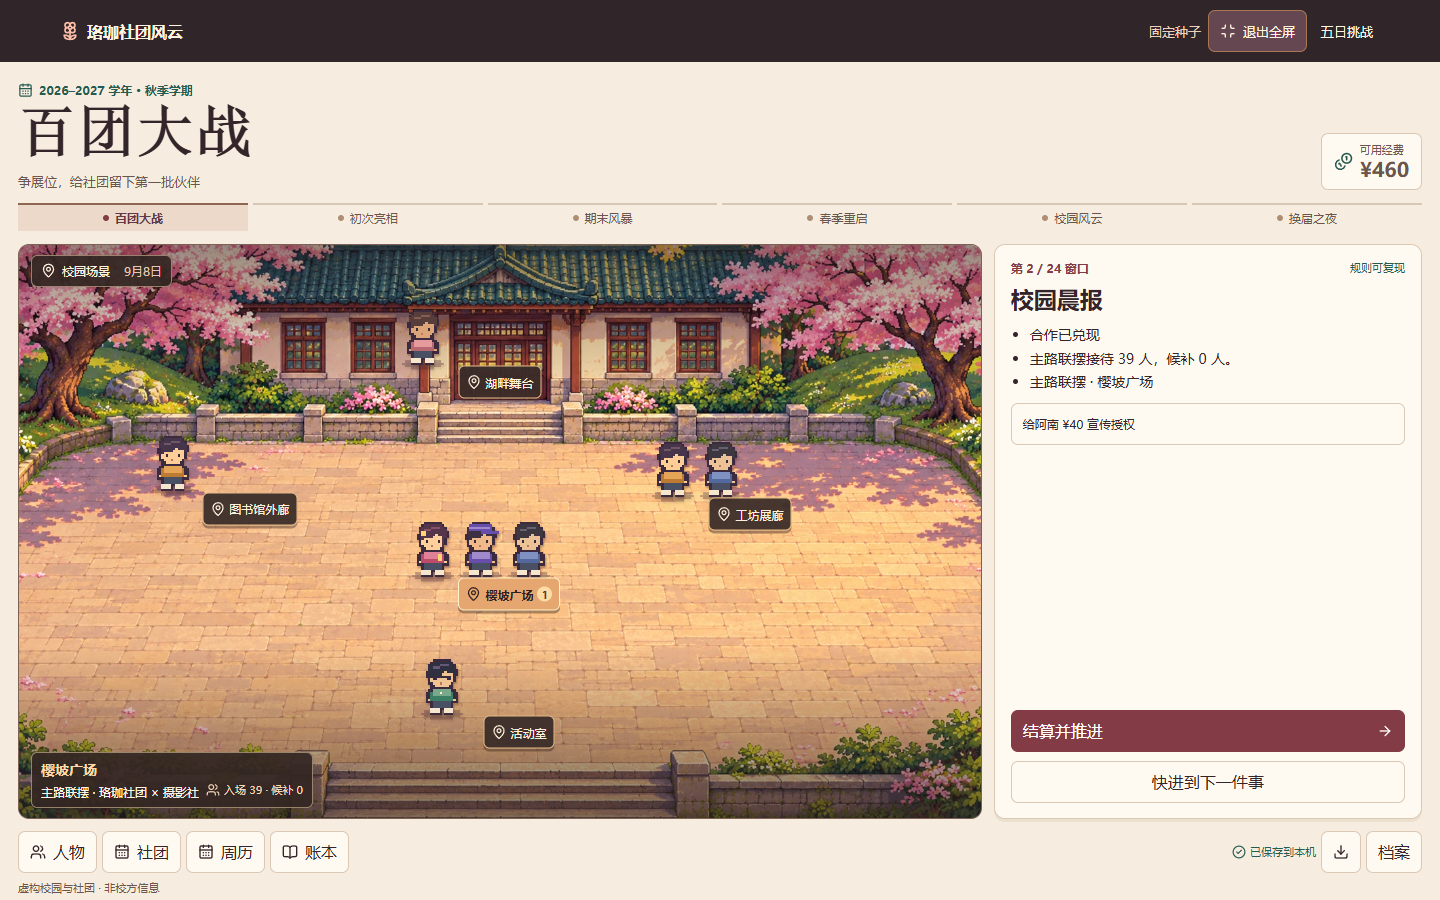 珞珈社团风云
固定种子
退出全屏
五日挑战
2026–2027 学年 • 秋季学期
百团大战
争展位，给社团留下第一批伙伴
可用经费
¥460
百团大战
初次亮相
期末风暴
春季重启
校园风云
换届之夜
校园场景 9月8日
湖畔舞台
图书馆外廊
工坊展廊
樱坡广场 1
活动室
樱坡广场
主路联摆 · 珞珈社团 × 摄影社 入场 39 · 候补 0
第 2 / 24 窗口
规则可复现
校园晨报
合作已兑现
主路联摆接待 39 人，候补 0 人。
主路联摆 · 樱坡广场
给阿南 ¥40 宣传授权
结算并推进
快进到下一件事
人物
社团
周历
账本
已保存到本机
档案
虚构校园与社团 · 非校方信息